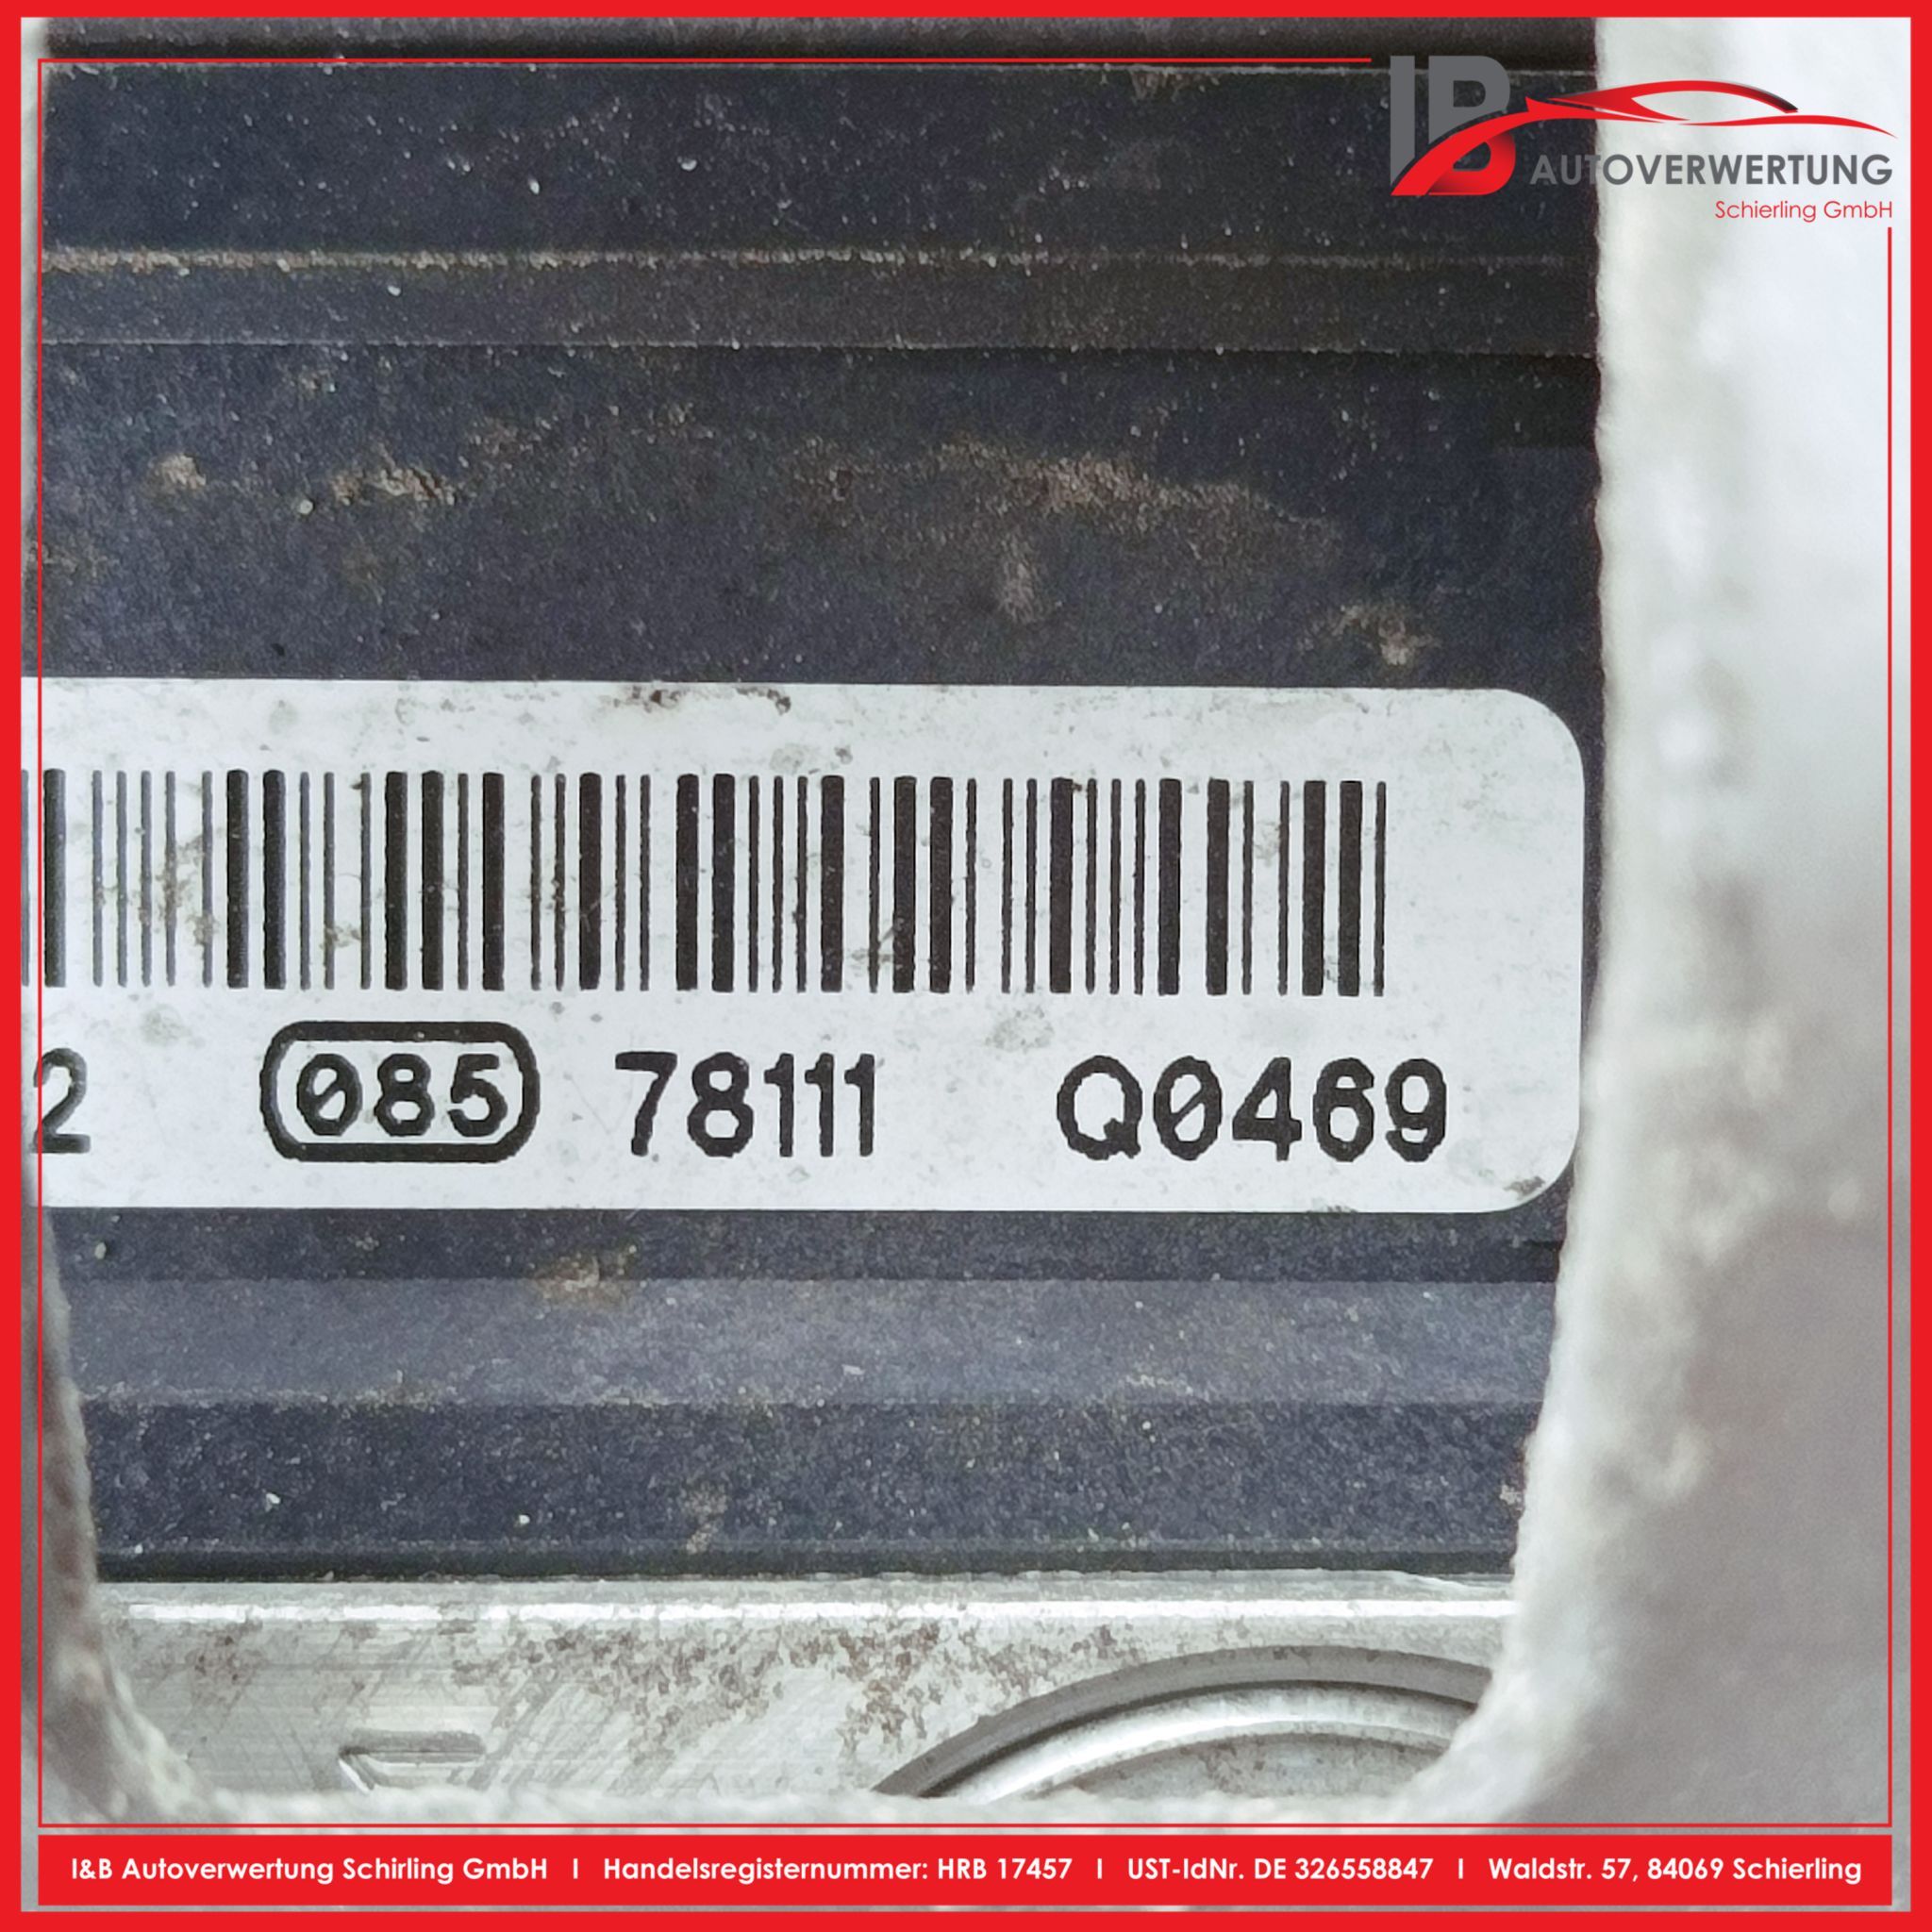 IB
AUTOVERWERTUNG
Schierling GmbH
2 085 78111 Q0469
I&B Autoverwertung Schirling GmbH I Handelsregisternummer: HRB 17457 I UST-IdNr. DE 326558847 I Waldstr. 57, 84069 Schierling